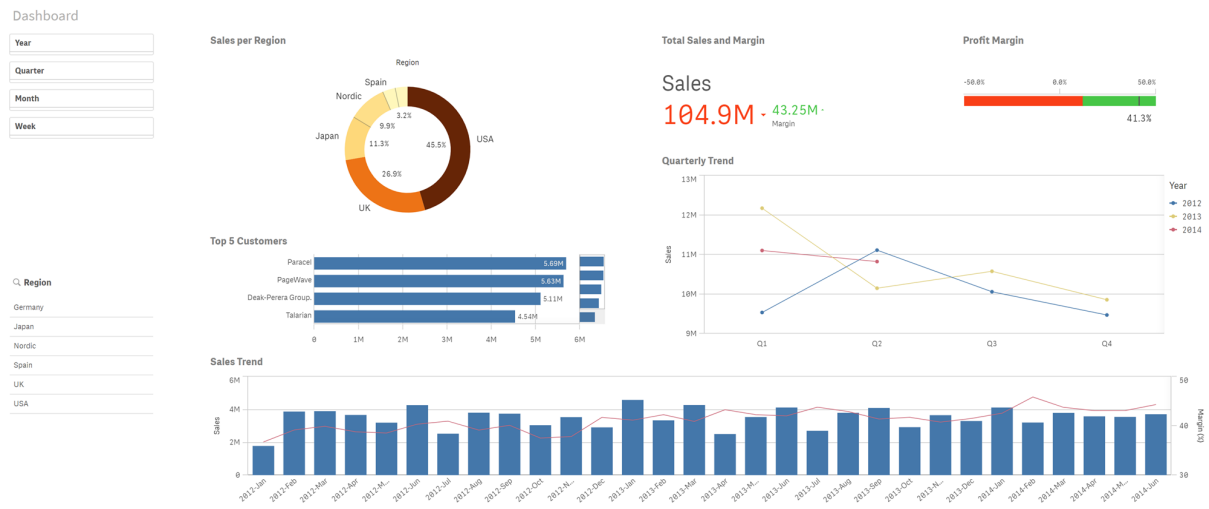 Dashboard
Year
Quarter
Month
Week
Region
Germany
Japan
Nordic
Spain
UK
USA
Sales per Region
Region
Spain
Nordic
Japan
UK
USA
3.2%
9.9%
11.3%
26.9%
45.5%
Total Sales and Margin
Sales
104.9M
43.25M
Margin
Profit Margin
-50.0% 0.0% 50.0%
41.3%
Top 5 Customers
Paracel 5.69M
PageWave 5.63M
Deak-Perera Group. 5.11M
Talarian 4.54M
0 1M 2M 3M 4M 5M 6M
Quarterly Trend
13M
12M
11M
10M
9M
Sales
Q1 Q2 Q3 Q4
Year
2012
2013
2014
Sales Trend
6M
4M
2M
0
Sales
50
40
30
Margin (%)
2012-Jan 2012-Feb 2012-Mar 2012-Apr 2012-M... 2012-Jun 2012-Jul 2012-Aug 2012-Sep 2012-Oct 2012-N... 2012-Dec 2013-Jan 2013-Feb 2013-Mar 2013-Apr 2013-M... 2013-Jun 2013-Jul 2013-Aug 2013-Sep 2013-Oct 2013-N... 2013-Dec 2014-Jan 2014-Feb 2014-Mar 2014-Apr 2014-M... 2014-Jun